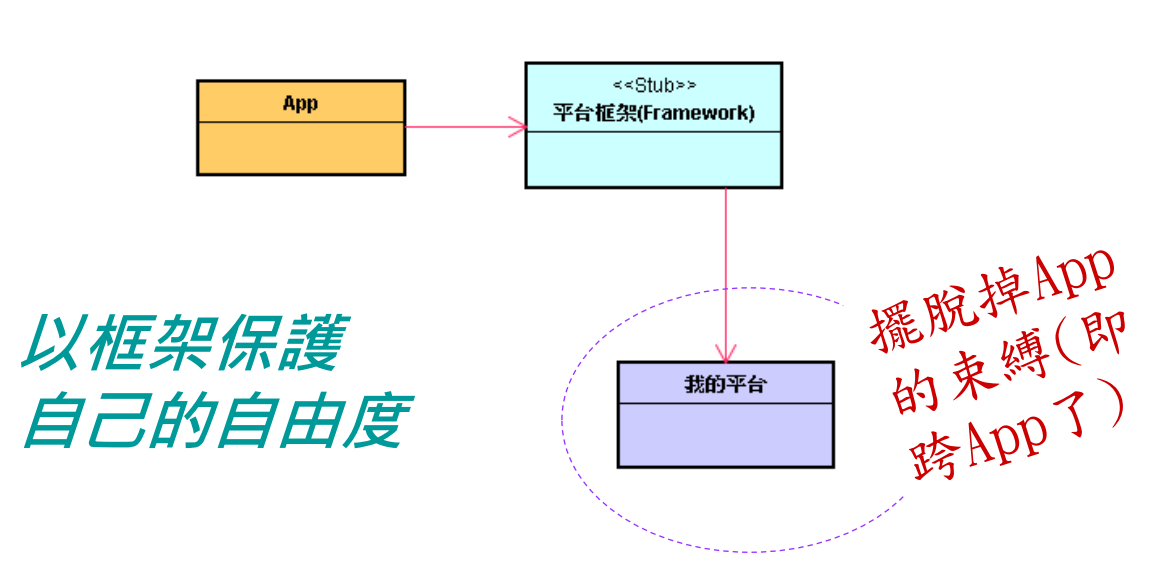 App
<<Stub>>
平台框架(Framework)
以框架保護
自己的自由度
我的平台
擺脫掉App
的束縛(即
跨App了)